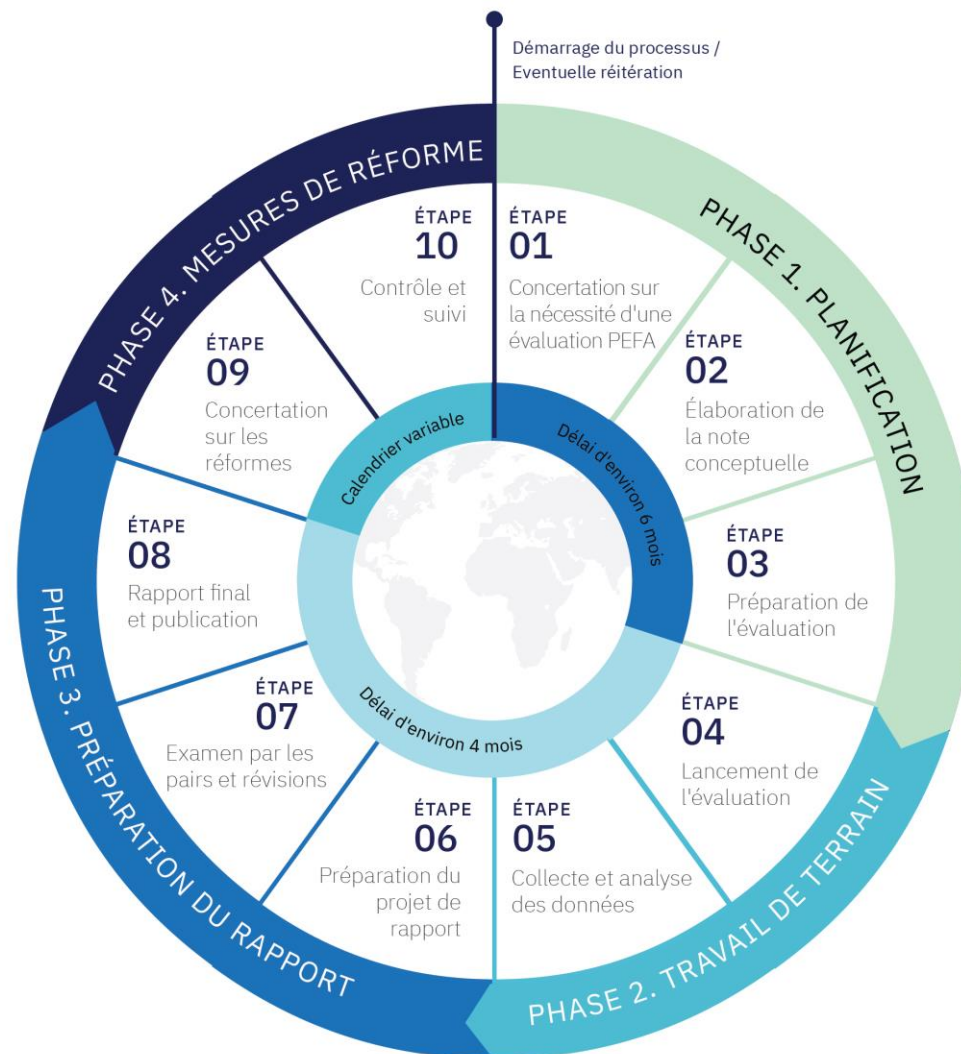 Démarrage du processus /
Eventuelle réitération
PHASE 1. PLANIFICATION
ÉTAPE
01
Concertation sur
la nécessité d'une
évaluation PEFA
ÉTAPE
02
Élaboration de
la note
conceptuelle
ÉTAPE
03
Préparation de
l'évaluation
Délai d'environ 6 mois
PHASE 2. TRAVAIL DE TERRAIN
ÉTAPE
04
Lancement de
l'évaluation
ÉTAPE
05
Collecte et analyse
des données
PHASE 3. PRÉPARATION DU RAPPORT
ÉTAPE
06
Préparation du
projet de
rapport
ÉTAPE
07
Examen par les
pairs et révisions
ÉTAPE
08
Rapport final
et publication
Délai d'environ 4 mois
PHASE 4. MESURES DE RÉFORME
ÉTAPE
09
Concertation
sur les
réformes
ÉTAPE
10
Contrôle et
suivi
Calendrier variable